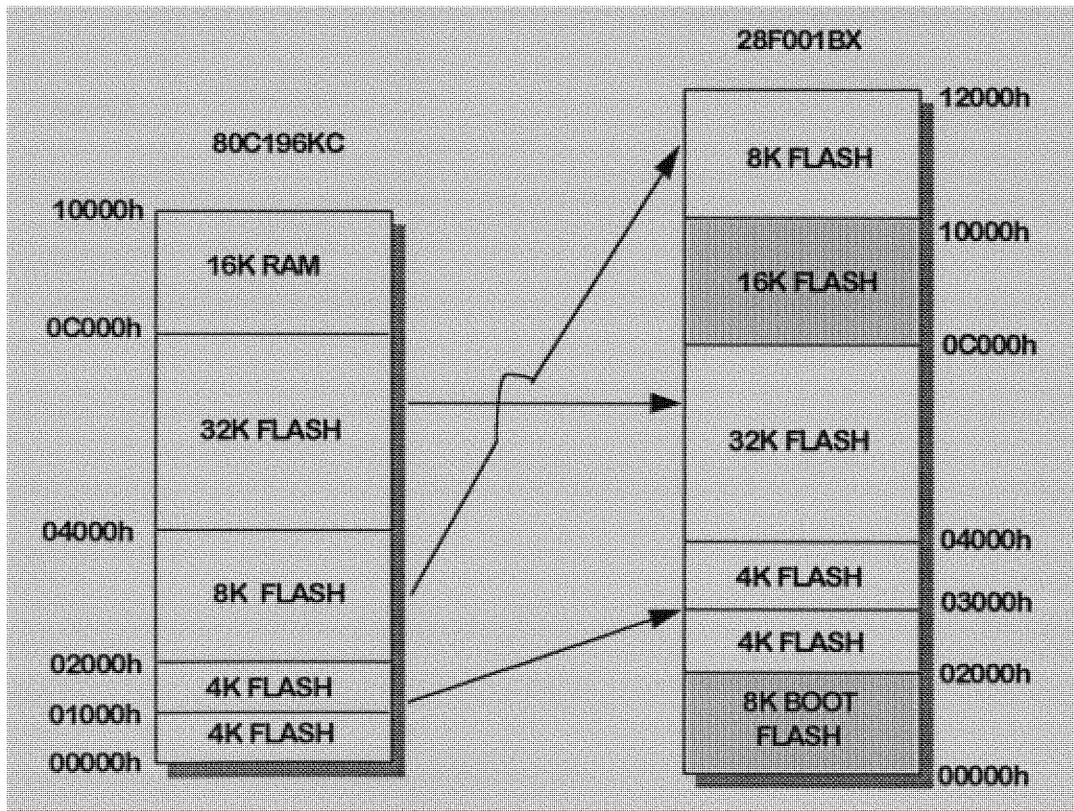 80C196KC
10000h
16K RAM
0C000h
32K FLASH
04000h
8K FLASH
02000h
4K FLASH
01000h
4K FLASH
00000h
28F001BX
12000h
8K FLASH
10000h
16K FLASH
0C000h
32K FLASH
04000h
4K FLASH
03000h
4K FLASH
02000h
8K BOOT
FLASH
00000h